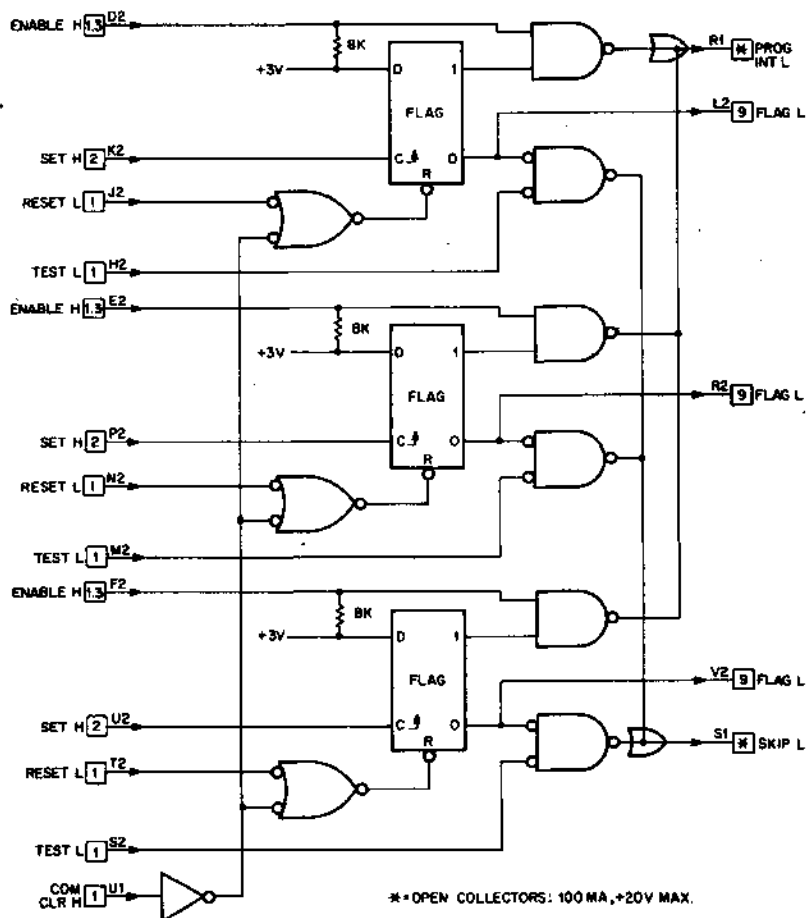 ENABLE H 1.3 D2
8K
+3V
D 1
FLAG
R1 * PROG INT L
L2 9 FLAG L
SET H 2 K2
C 0
R
RESET L 1 J2
TEST L 1 H2
ENABLE H 1.3 E2
8K
+3V
D 1
FLAG
R2 9 FLAG L
SET H 2 P2
C 0
R
RESET L 1 N2
TEST L 1 M2
ENABLE H 1.3 F2
8K
+3V
D 1
FLAG
V2 9 FLAG L
SET H 2 U2
C 0
R
S1 * SKIP L
RESET L 1 T2
TEST L 1 S2
COM CLR H 1 U1
*=OPEN COLLECTORS: 100 MA, +20V MAX.